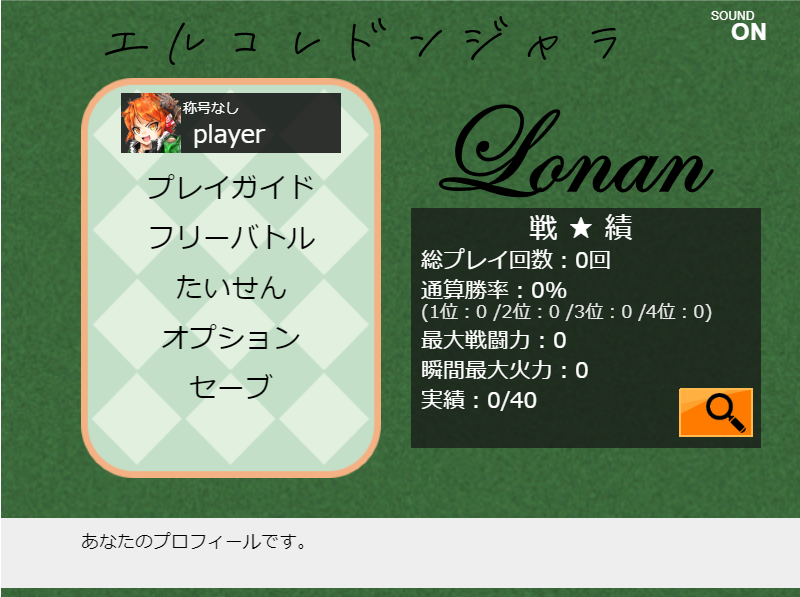 SOUND
ON
エルコレドンジャラ
称号なし
player
プレイガイド
フリーバトル
たいせん
オプション
セーブ
Lonan
戦 ★ 績
総プレイ回数：0回
通算勝率：0%
(1位：0 /2位：0 /3位：0 /4位：0)
最大戦闘力：0
瞬間最大火力：0
実績：0/40
あなたのプロフィールです。